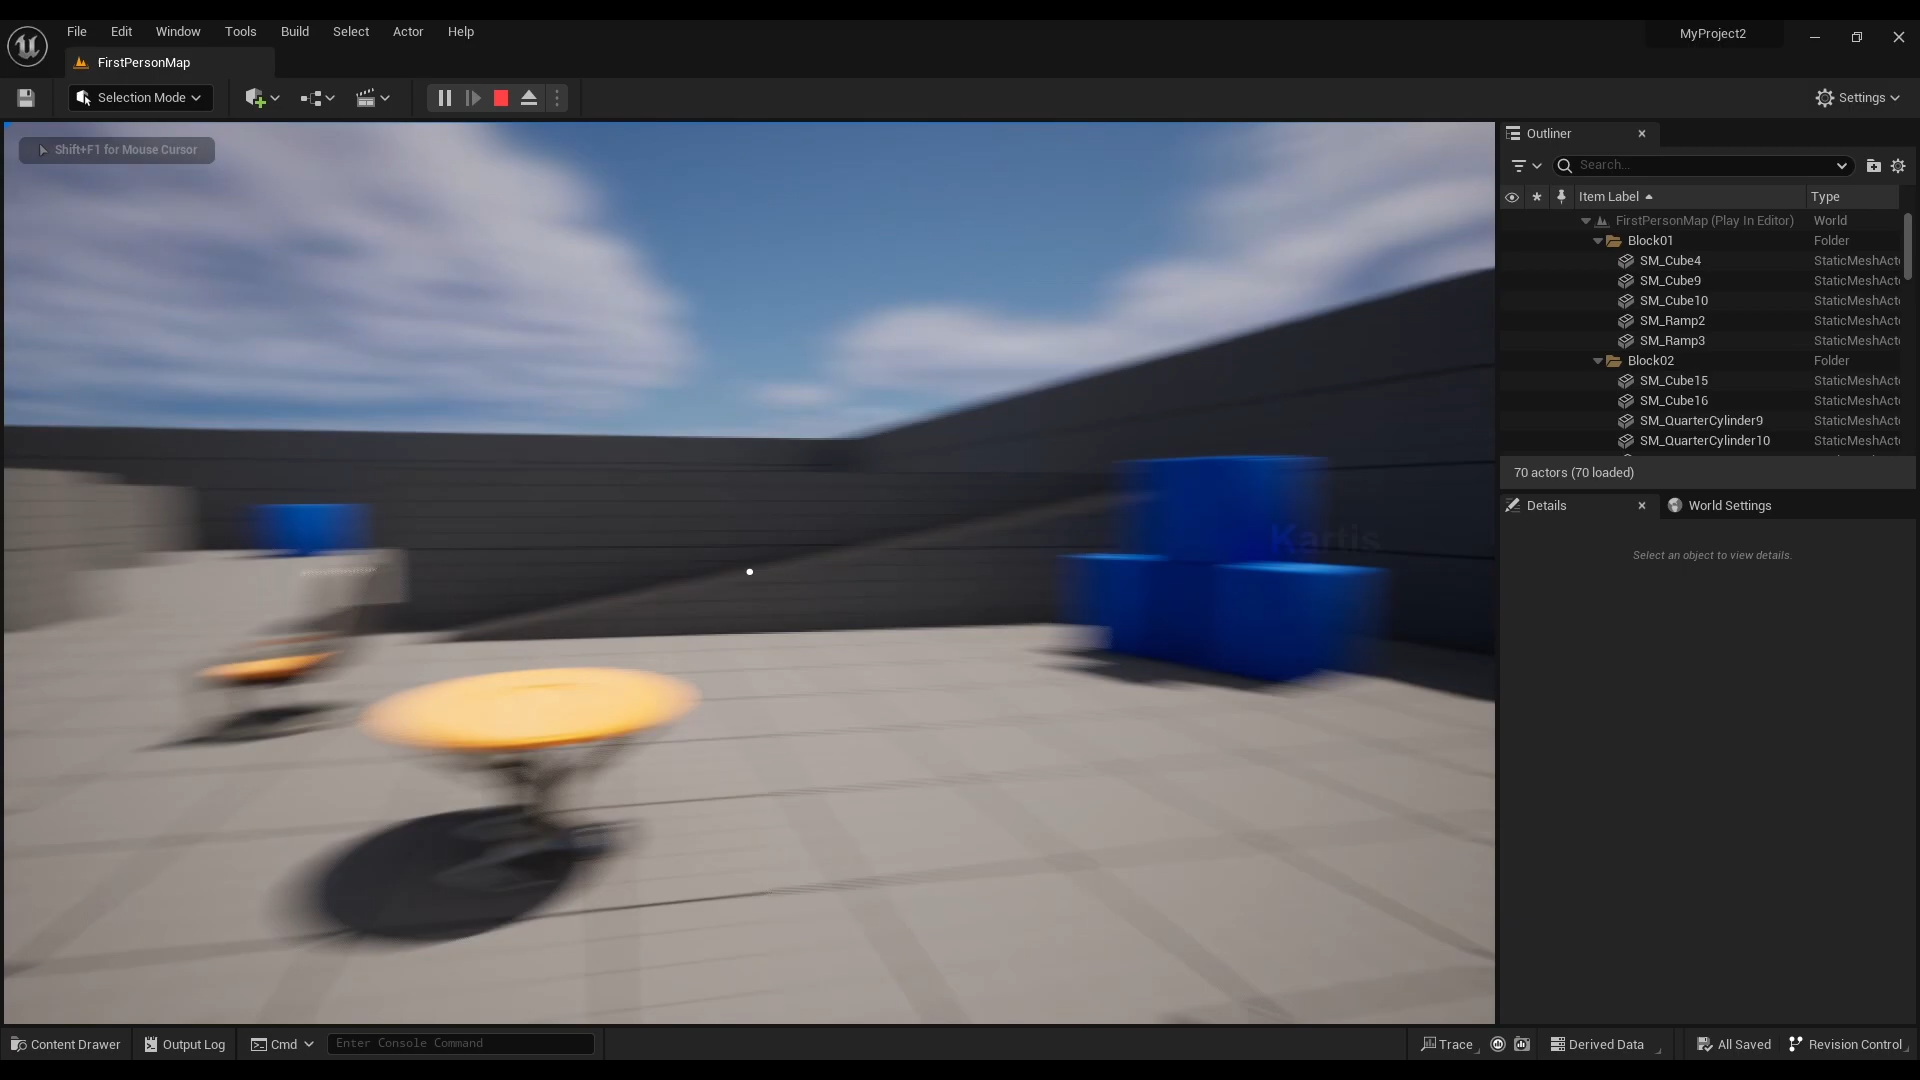 File Edit Window Tools Build Select Actor Help
MyProject2
FirstPersonMap
Selection Mode
Settings
Shift+F1 for Mouse Cursor
Outliner
Search...
Item Label Type
FirstPersonMap (Play In Editor) World
Block01 Folder
SM_Cube4 StaticMeshActo
SM_Cube9 StaticMeshActo
SM_Cube10 StaticMeshActo
SM_Ramp2 StaticMeshActo
SM_Ramp3 StaticMeshActo
Block02 Folder
SM_Cube15 StaticMeshActo
SM_Cube16 StaticMeshActo
SM_QuarterCylinder9 StaticMeshActo
SM_QuarterCylinder10 StaticMeshActo
70 actors (70 loaded)
Details World Settings
Select an object to view details.
Kartis
Content Drawer Output Log Cmd Enter Console Command Trace Derived Data All Saved Revision Control